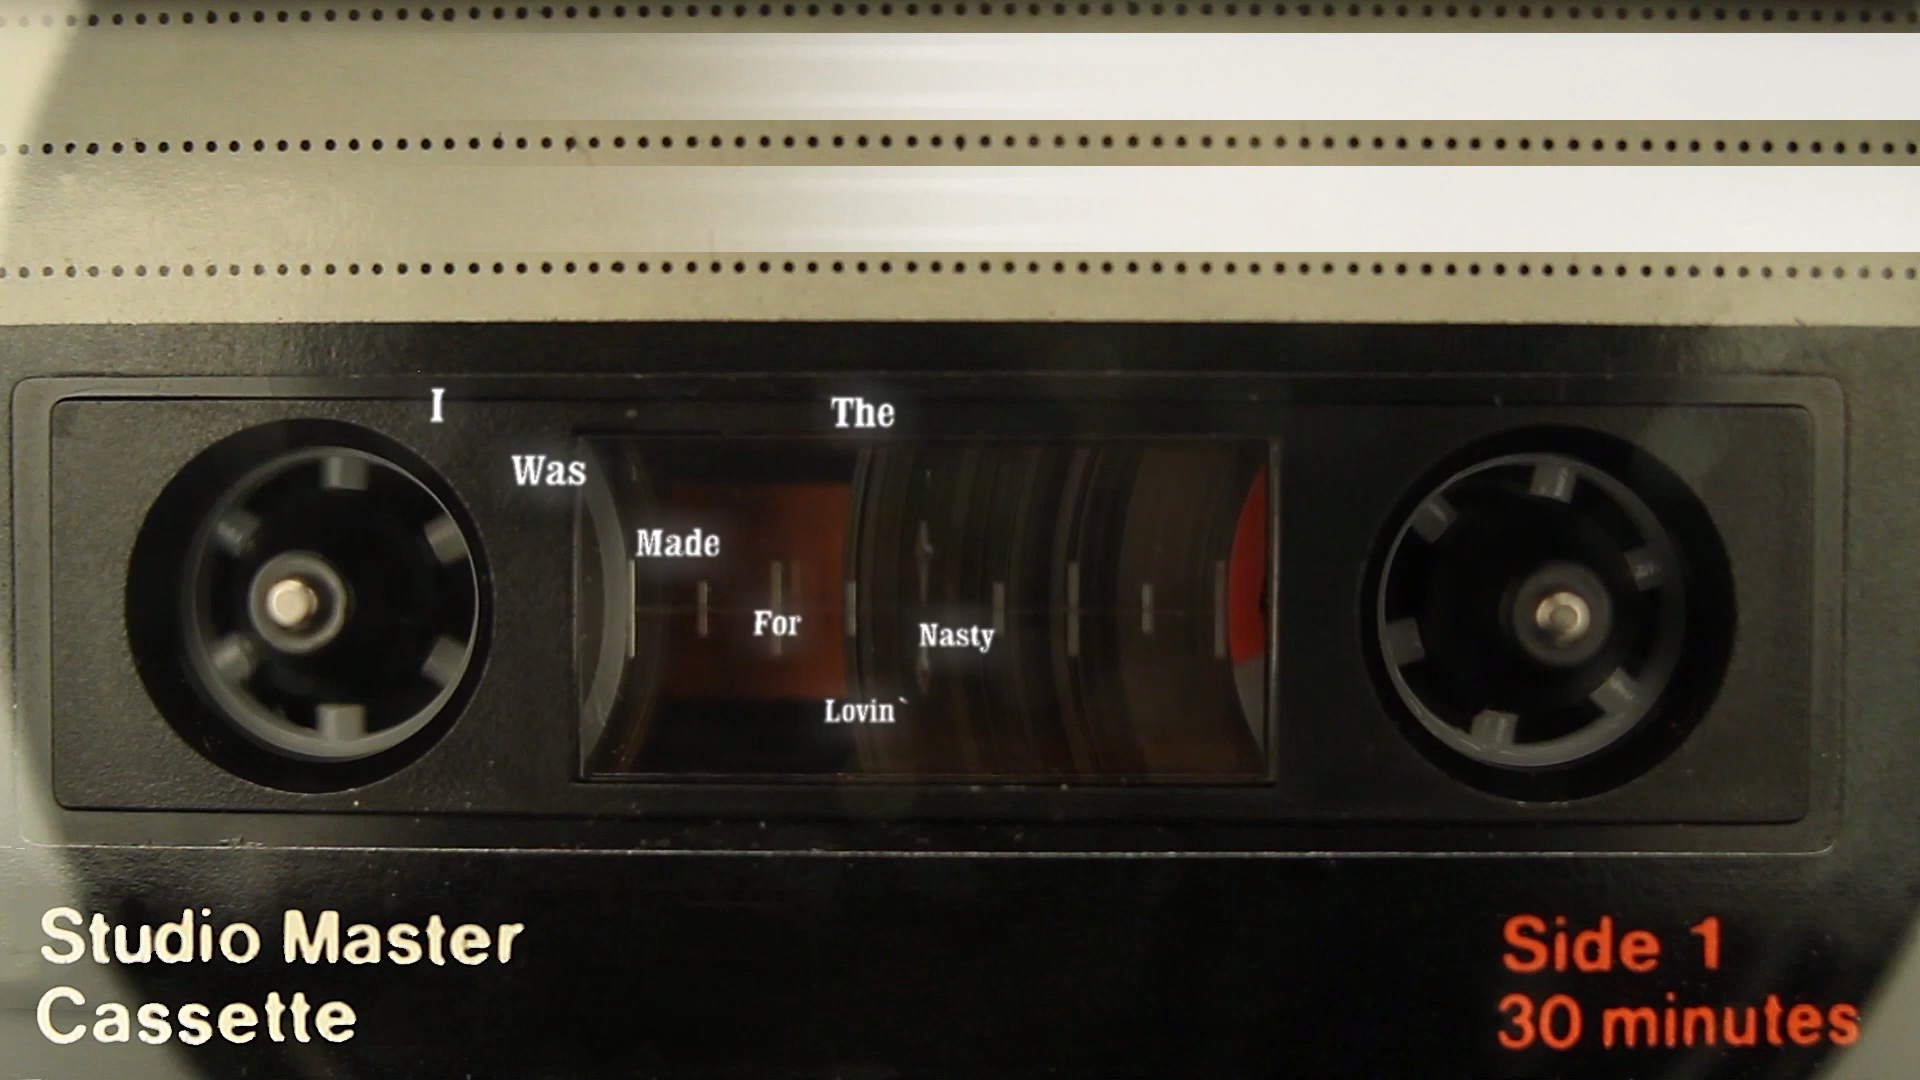 I
Was
Made
For
Lovin`
The
Nasty
Studio Master
Cassette
Side 1
30 minutes